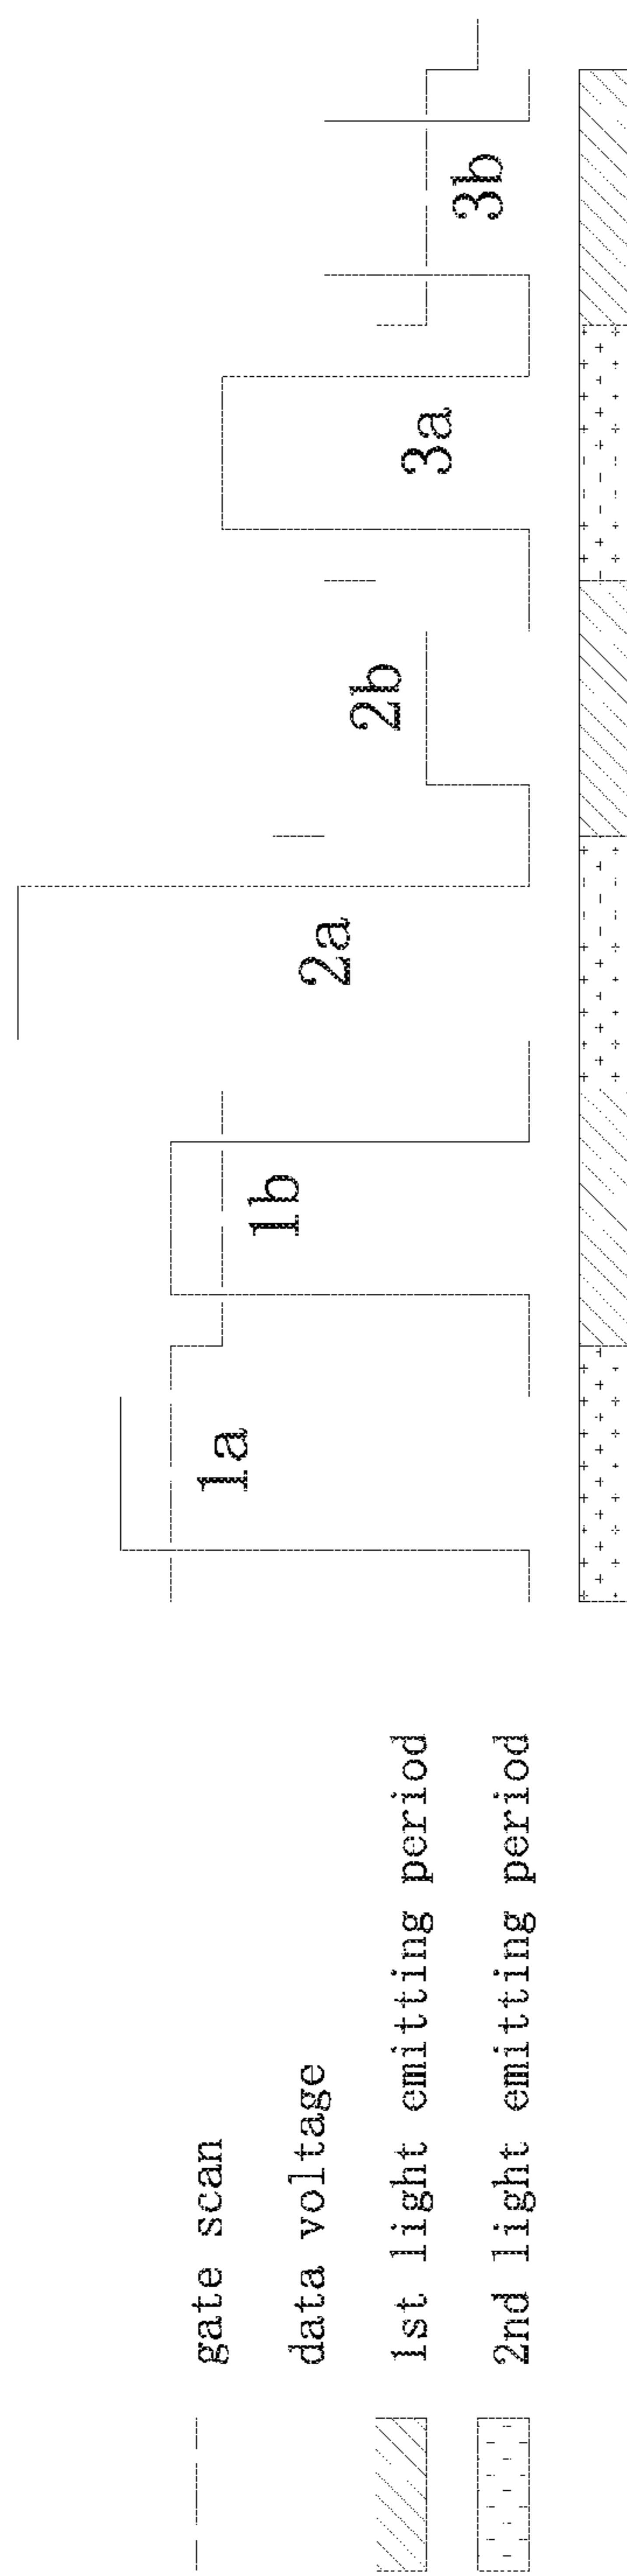 1a
1b
2a
2b
3a
3b
gate scan
data voltage
1st light emitting period
2nd light emitting period